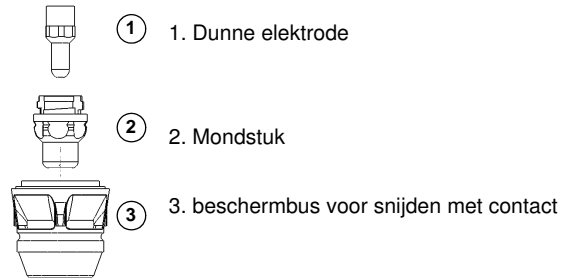 1 1. Dunne elektrode
2 2. Mondstuk
3 3. beschermbus voor snijden met contact